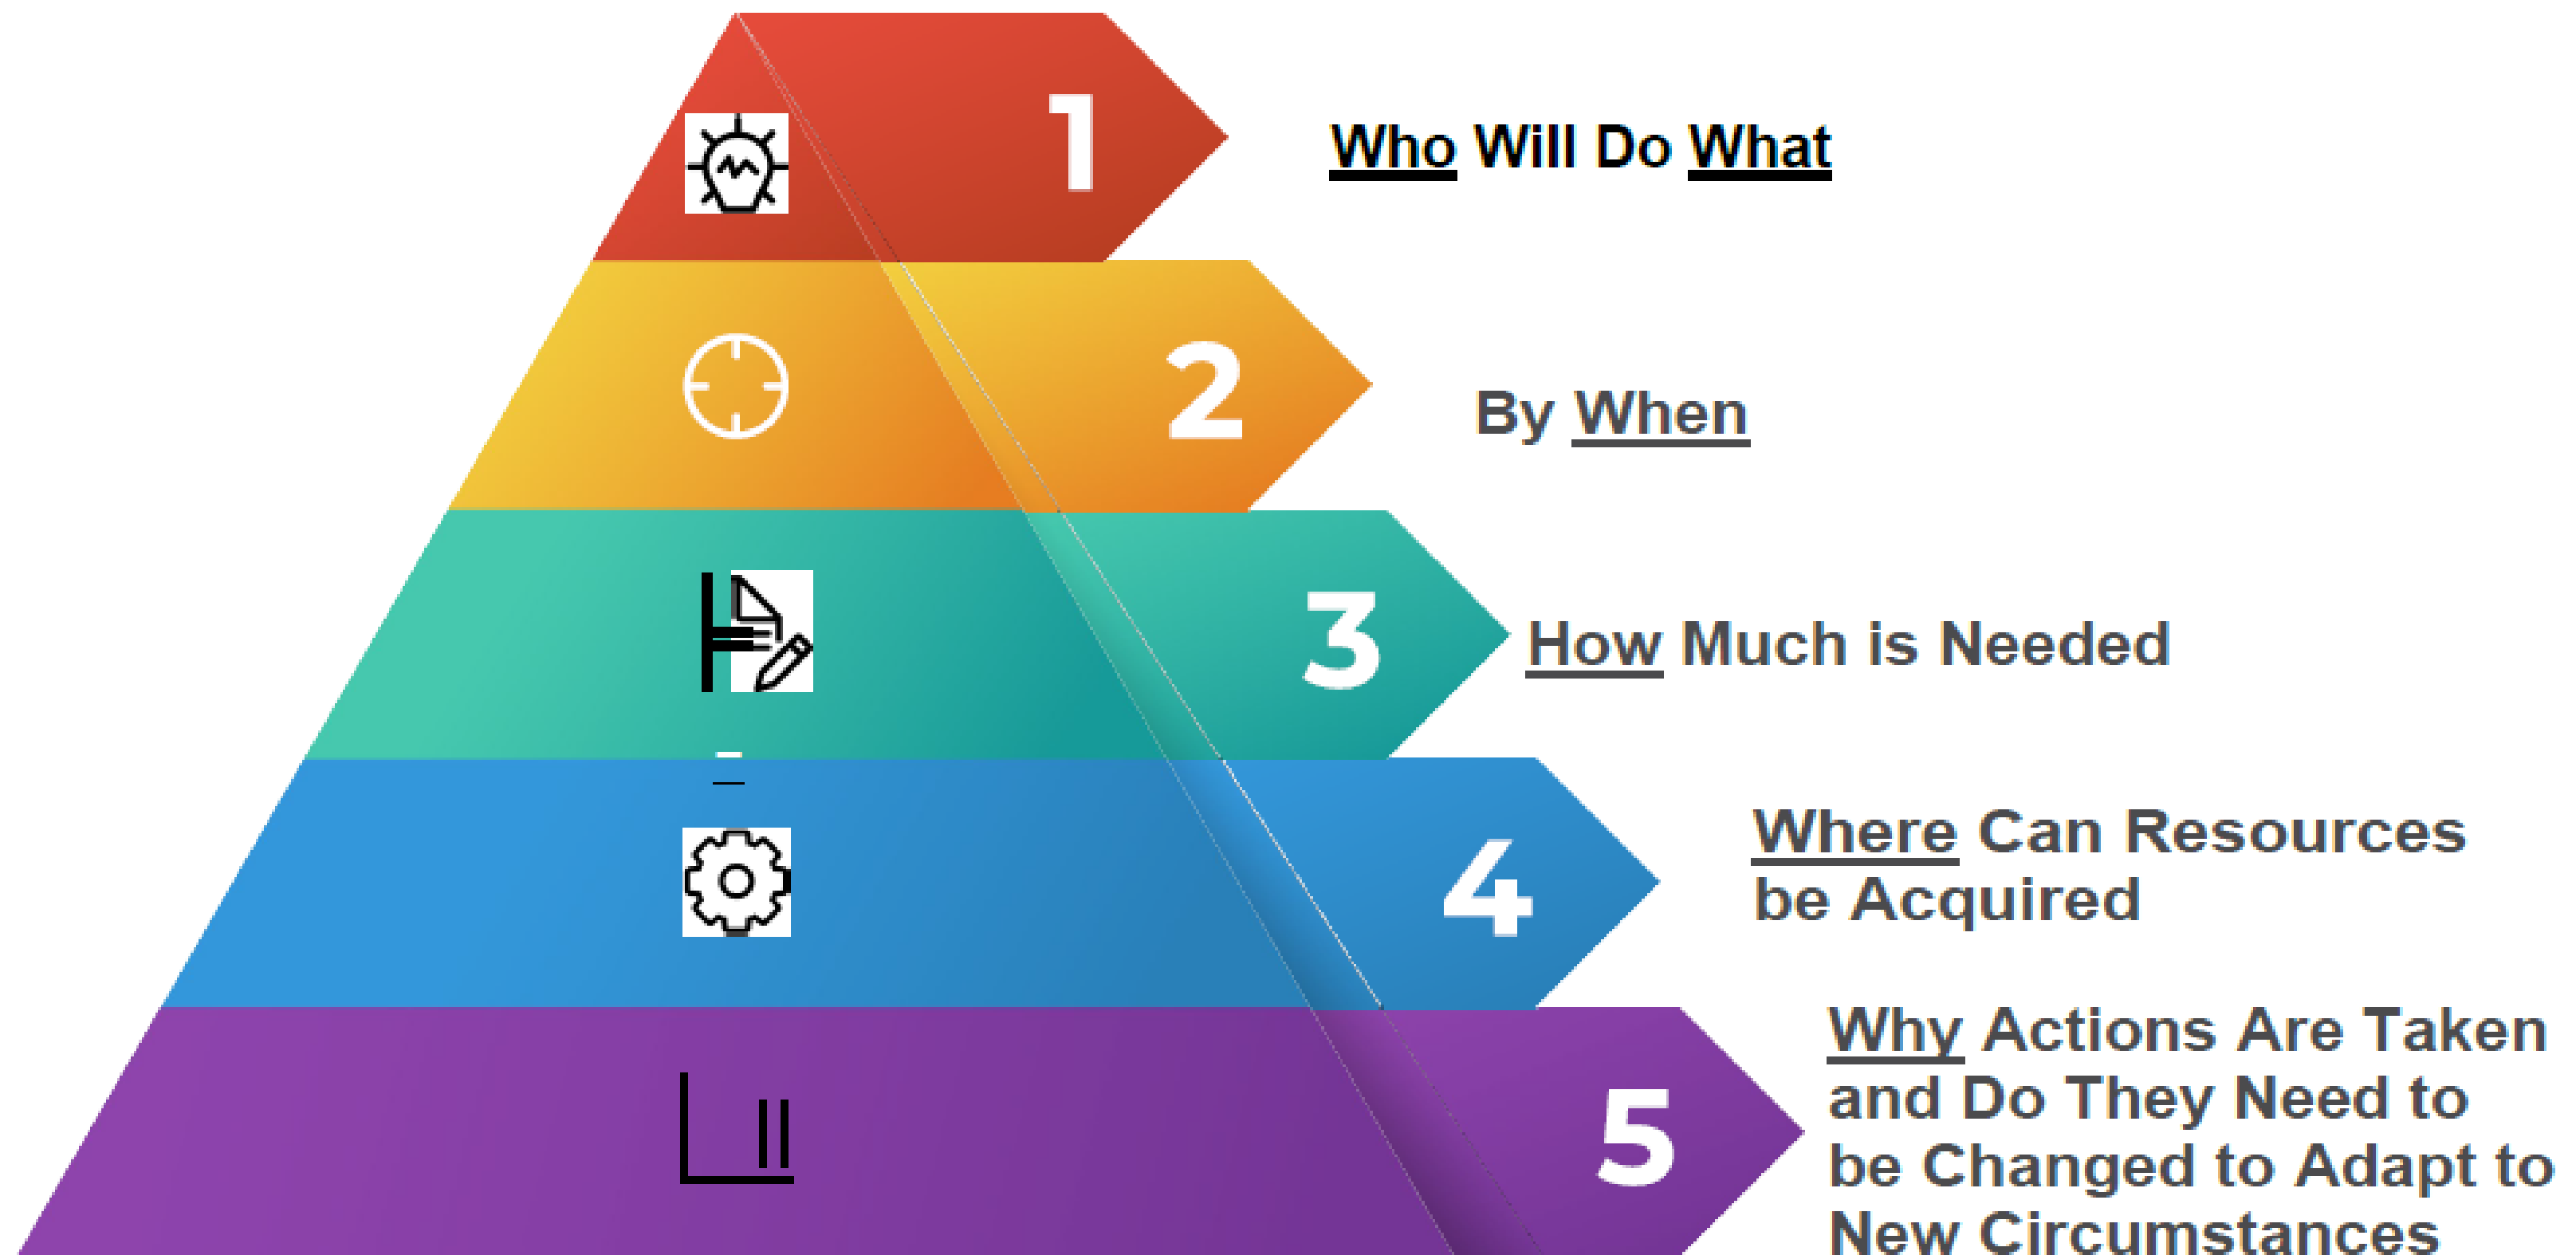 1
Who Will Do What
2
By When
3
How Much is Needed
4
Where Can Resources
be Acquired
5
Why Actions Are Taken
and Do They Need to
be Changed to Adapt to
New Circumstances